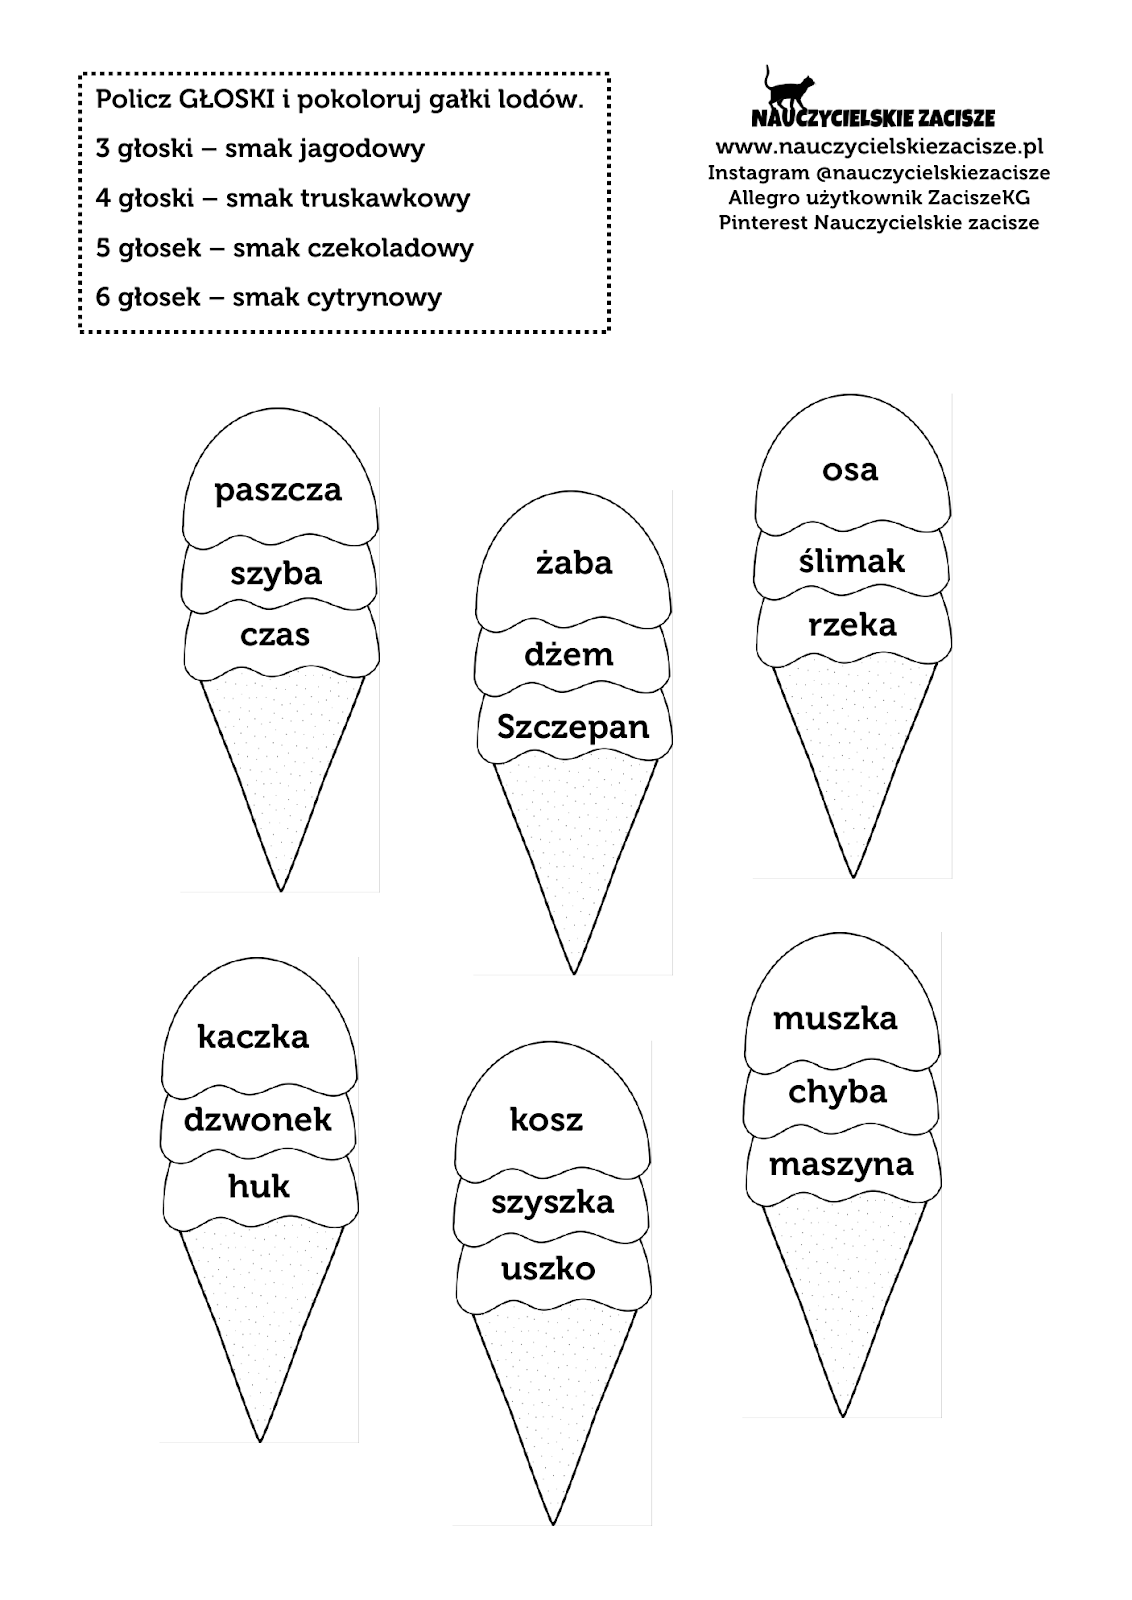 Policz GŁOSKI i pokoloruj gałki lodów.
3 głoski – smak jagodowy
4 głoski – smak truskawkowy
5 głosek – smak czekoladowy
6 głosek – smak cytrynowy
NAUCZYCIELSKIE ZACISZE
www.nauczycielskiezacisze.pl
Instagram @nauczycielskiezacisze
Allegro użytkownik ZaciszeKG
Pinterest Nauczycielskie zacisze
paszcza
szyba
czas
żaba
dżem
Szczepan
osa
ślimak
rzeka
kaczka
dzwonek
huk
kosz
szyszka
uszko
muszka
chyba
maszyna